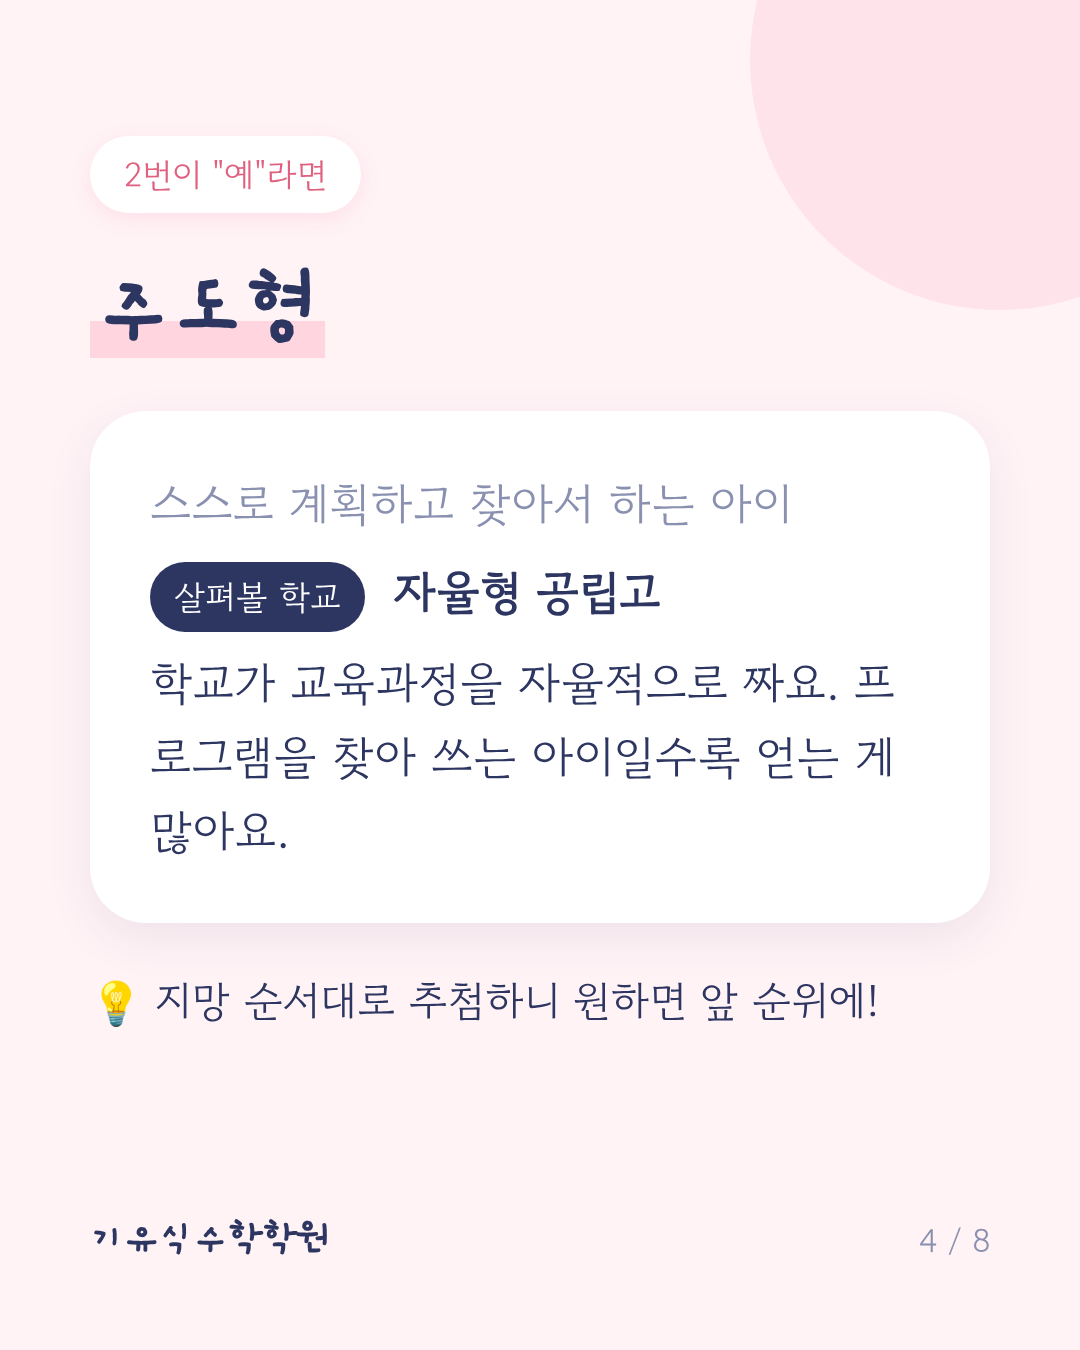 2번이 "예"라면
주도형
스스로 계획하고 찾아서 하는 아이
살펴볼 학교 자율형 공립고
학교가 교육과정을 자율적으로 짜요. 프
로그램을 찾아 쓰는 아이일수록 얻는 게
많아요.
💡 지망 순서대로 추첨하니 원하면 앞 순위에!
기유식수학학원
4 / 8